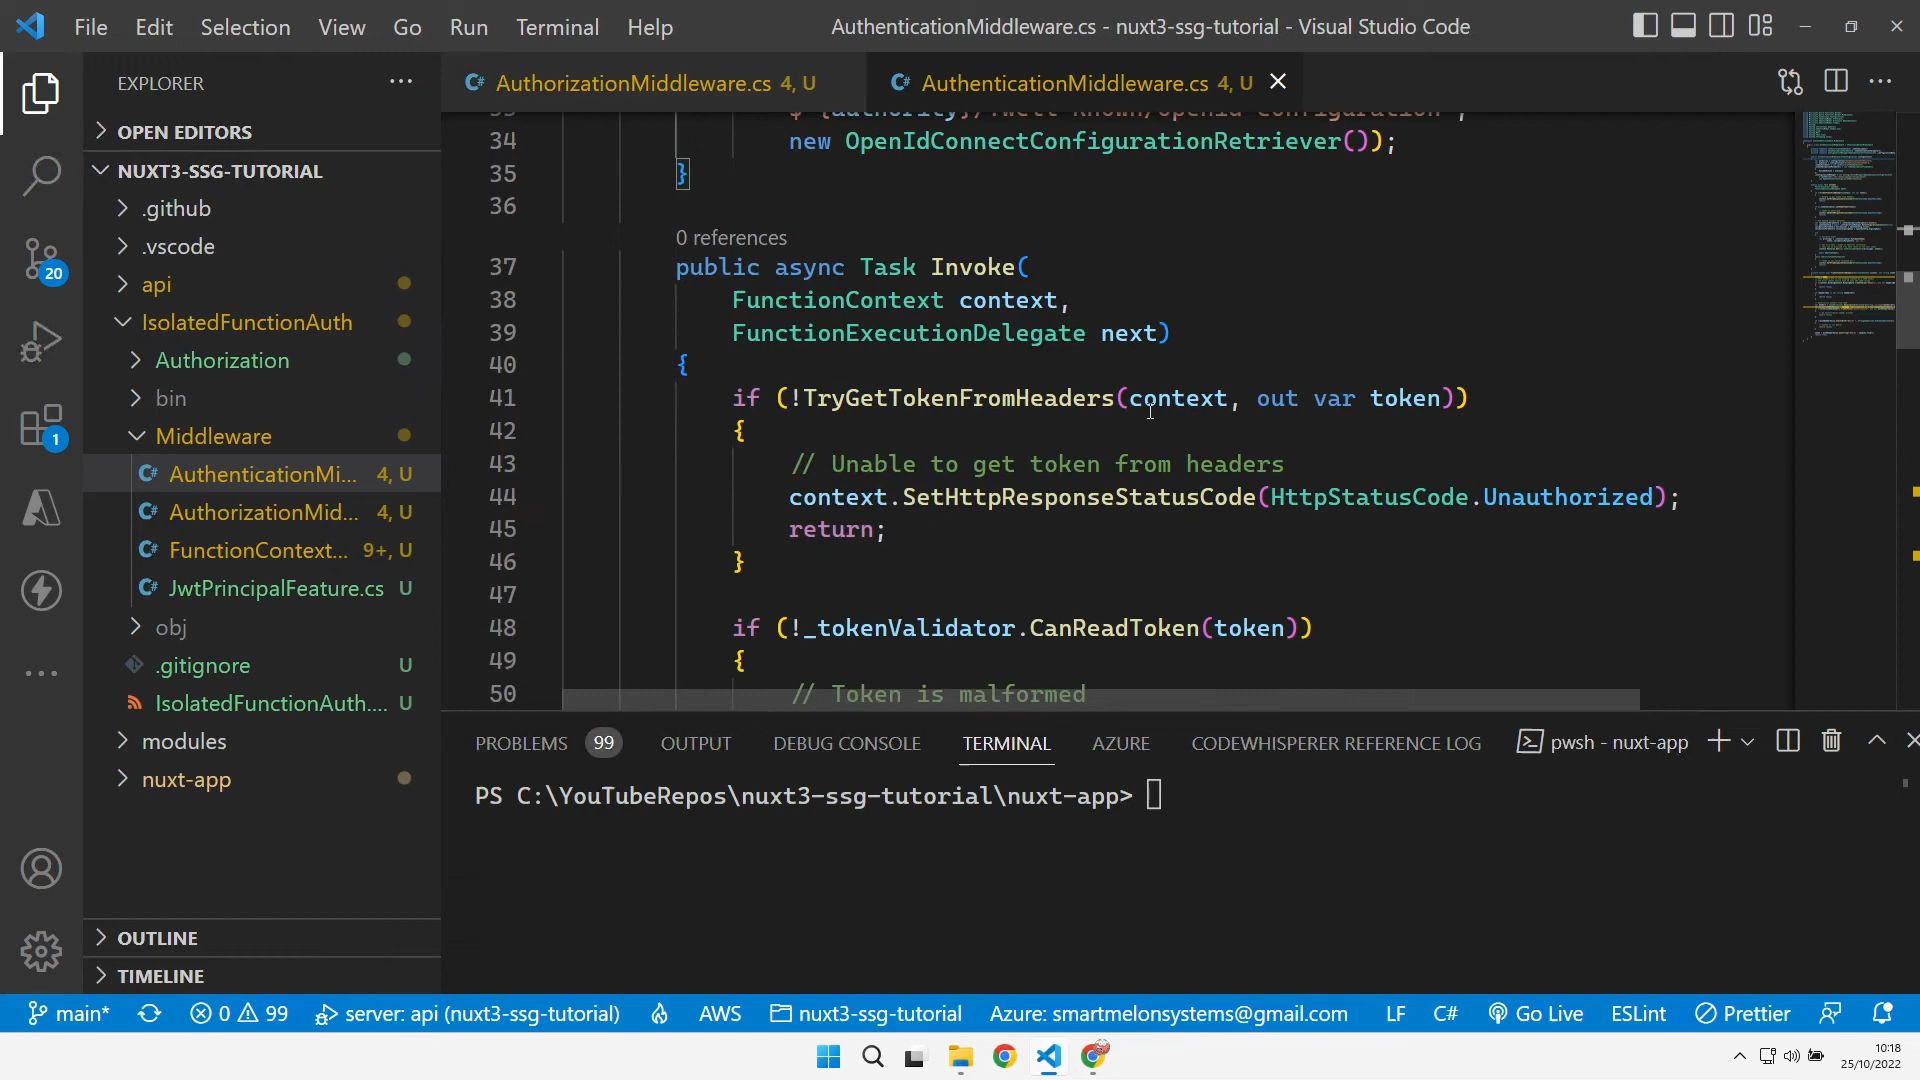 File Edit Selection View Go Run Terminal Help
AuthenticationMiddleware.cs - nuxt3-ssg-tutorial - Visual Studio Code
EXPLORER
OPEN EDITORS
NUXT3-SSG-TUTORIAL
.github
.vscode
api
IsolatedFunctionAuth
Authorization
bin
Middleware
AuthenticationMi... 4, U
AuthorizationMid... 4, U
FunctionContext... 9+, U
JwtPrincipalFeature.cs U
obj
.gitignore U
IsolatedFunctionAuth.... U
modules
nuxt-app
OUTLINE
TIMELINE
20
1
AuthorizationMiddleware.cs 4, U
AuthenticationMiddleware.cs 4, U
34 new OpenIdConnectConfigurationRetriever());
35 }
36
0 references
37 public async Task Invoke(
38 FunctionContext context,
39 FunctionExecutionDelegate next)
40 {
41 if (!TryGetTokenFromHeaders(context, out var token))
42 {
43 // Unable to get token from headers
44 context.SetHttpResponseStatusCode(HttpStatusCode.Unauthorized);
45 return;
46 }
47
48 if (!_tokenValidator.CanReadToken(token))
49 {
50 // Token is malformed
PROBLEMS 99 OUTPUT DEBUG CONSOLE TERMINAL AZURE CODEWHISPERER REFERENCE LOG pwsh - nuxt-app
PS C:\YouTubeRepos\nuxt3-ssg-tutorial\nuxt-app>
main* 0 99 server: api (nuxt3-ssg-tutorial) AWS nuxt3-ssg-tutorial Azure: smartmelonsystems@gmail.com LF C# Go Live ESLint Prettier
10:18
25/10/2022